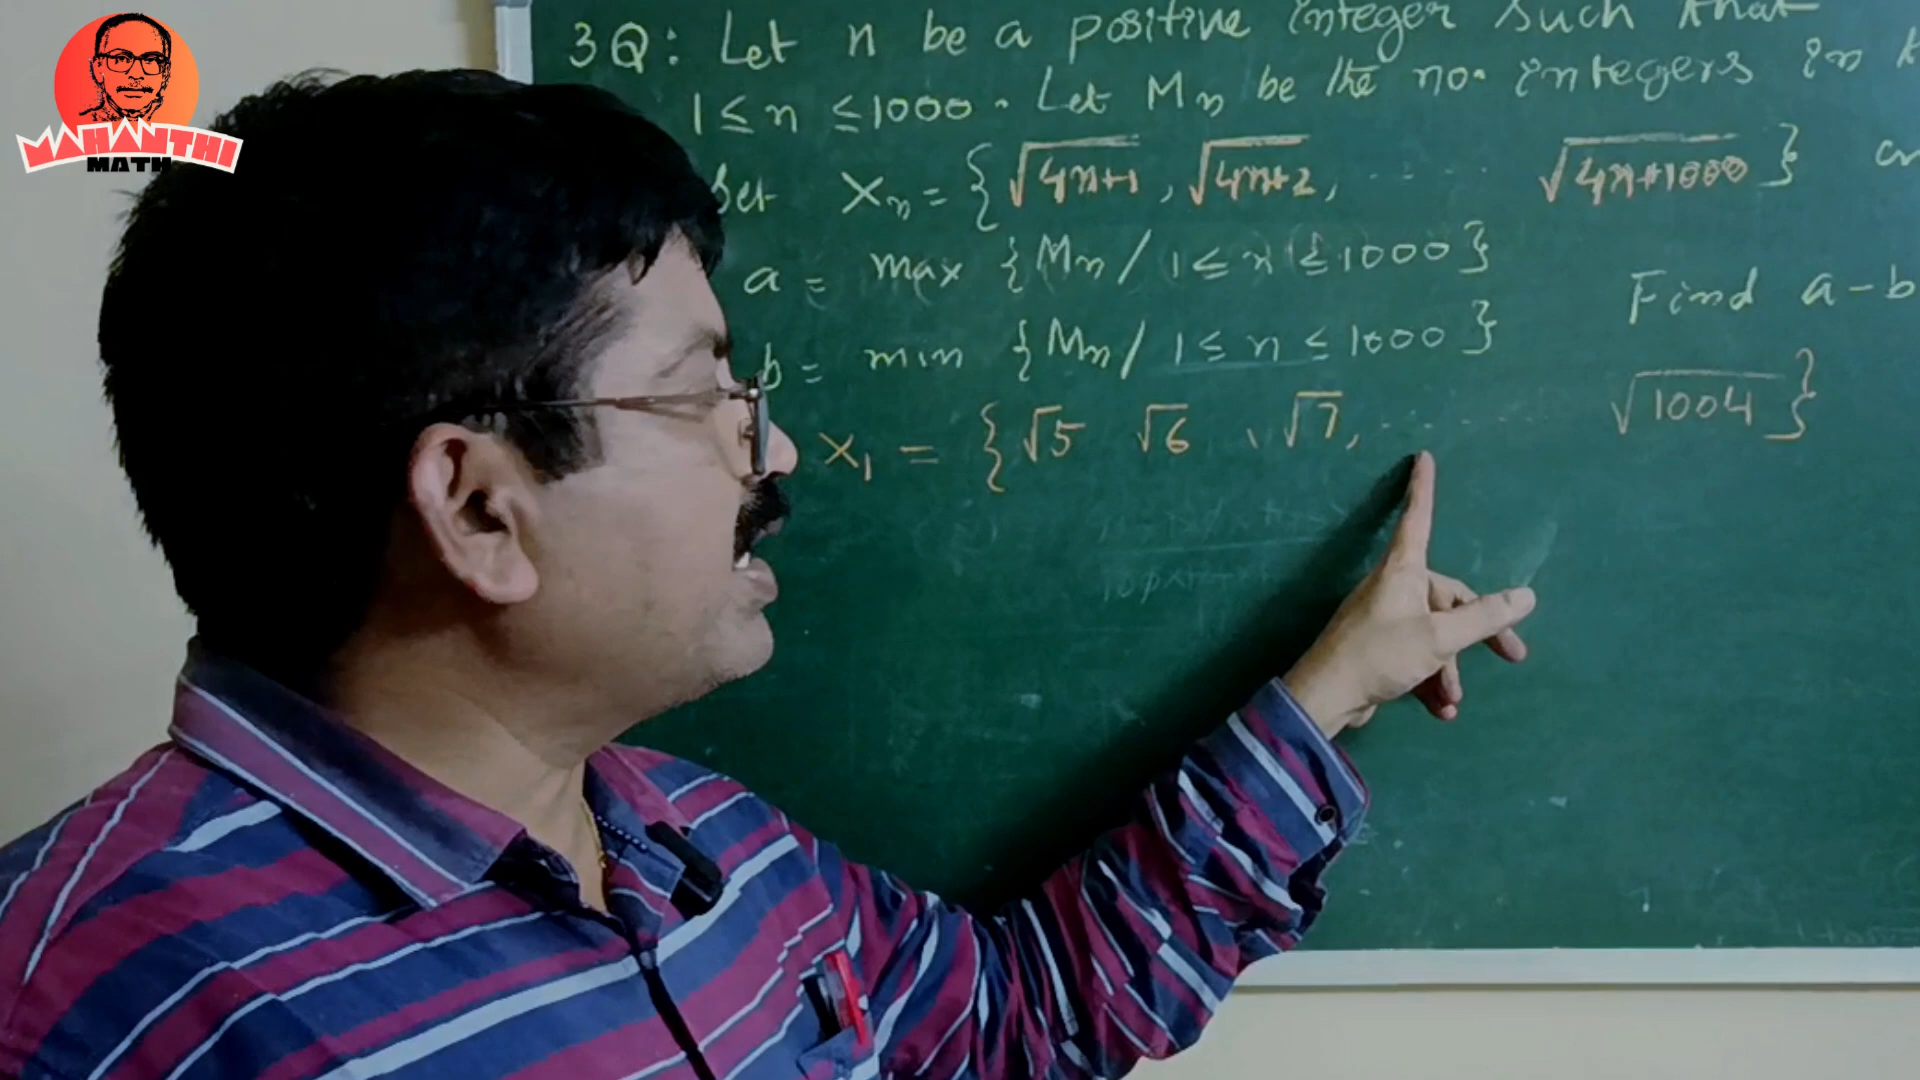 MAHANTHI
MATH
3Q: Let n be a positive integer such that
1 ≤ n ≤ 1000. Let Mn be the no. integers in
Set Xn = { √4n+1, √4n+2, ..... √4n+1000 }
a = max {Mn / 1 ≤ n ≤ 1000}
Find a-b
b = min {Mn / 1 ≤ n ≤ 1000}
X1 = { √5 √6 , √7, ....... √1004 }